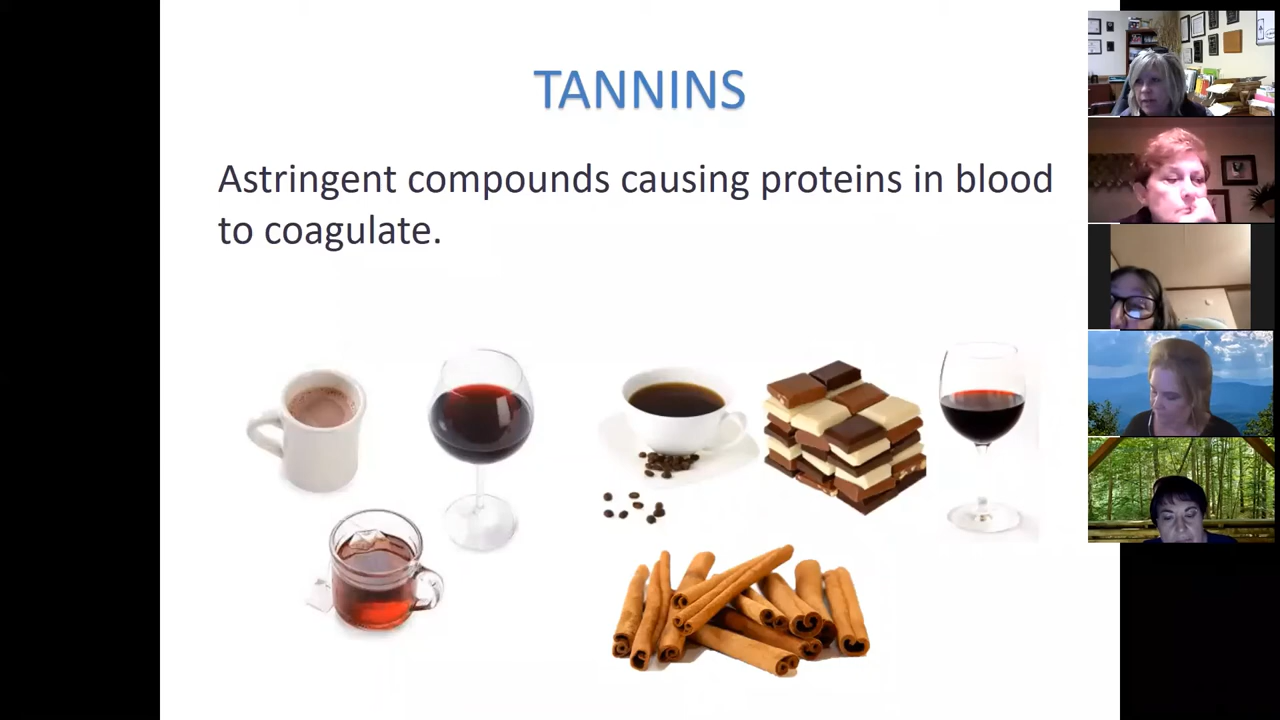 TANNINS
Astringent compounds causing proteins in blood
to coagulate.